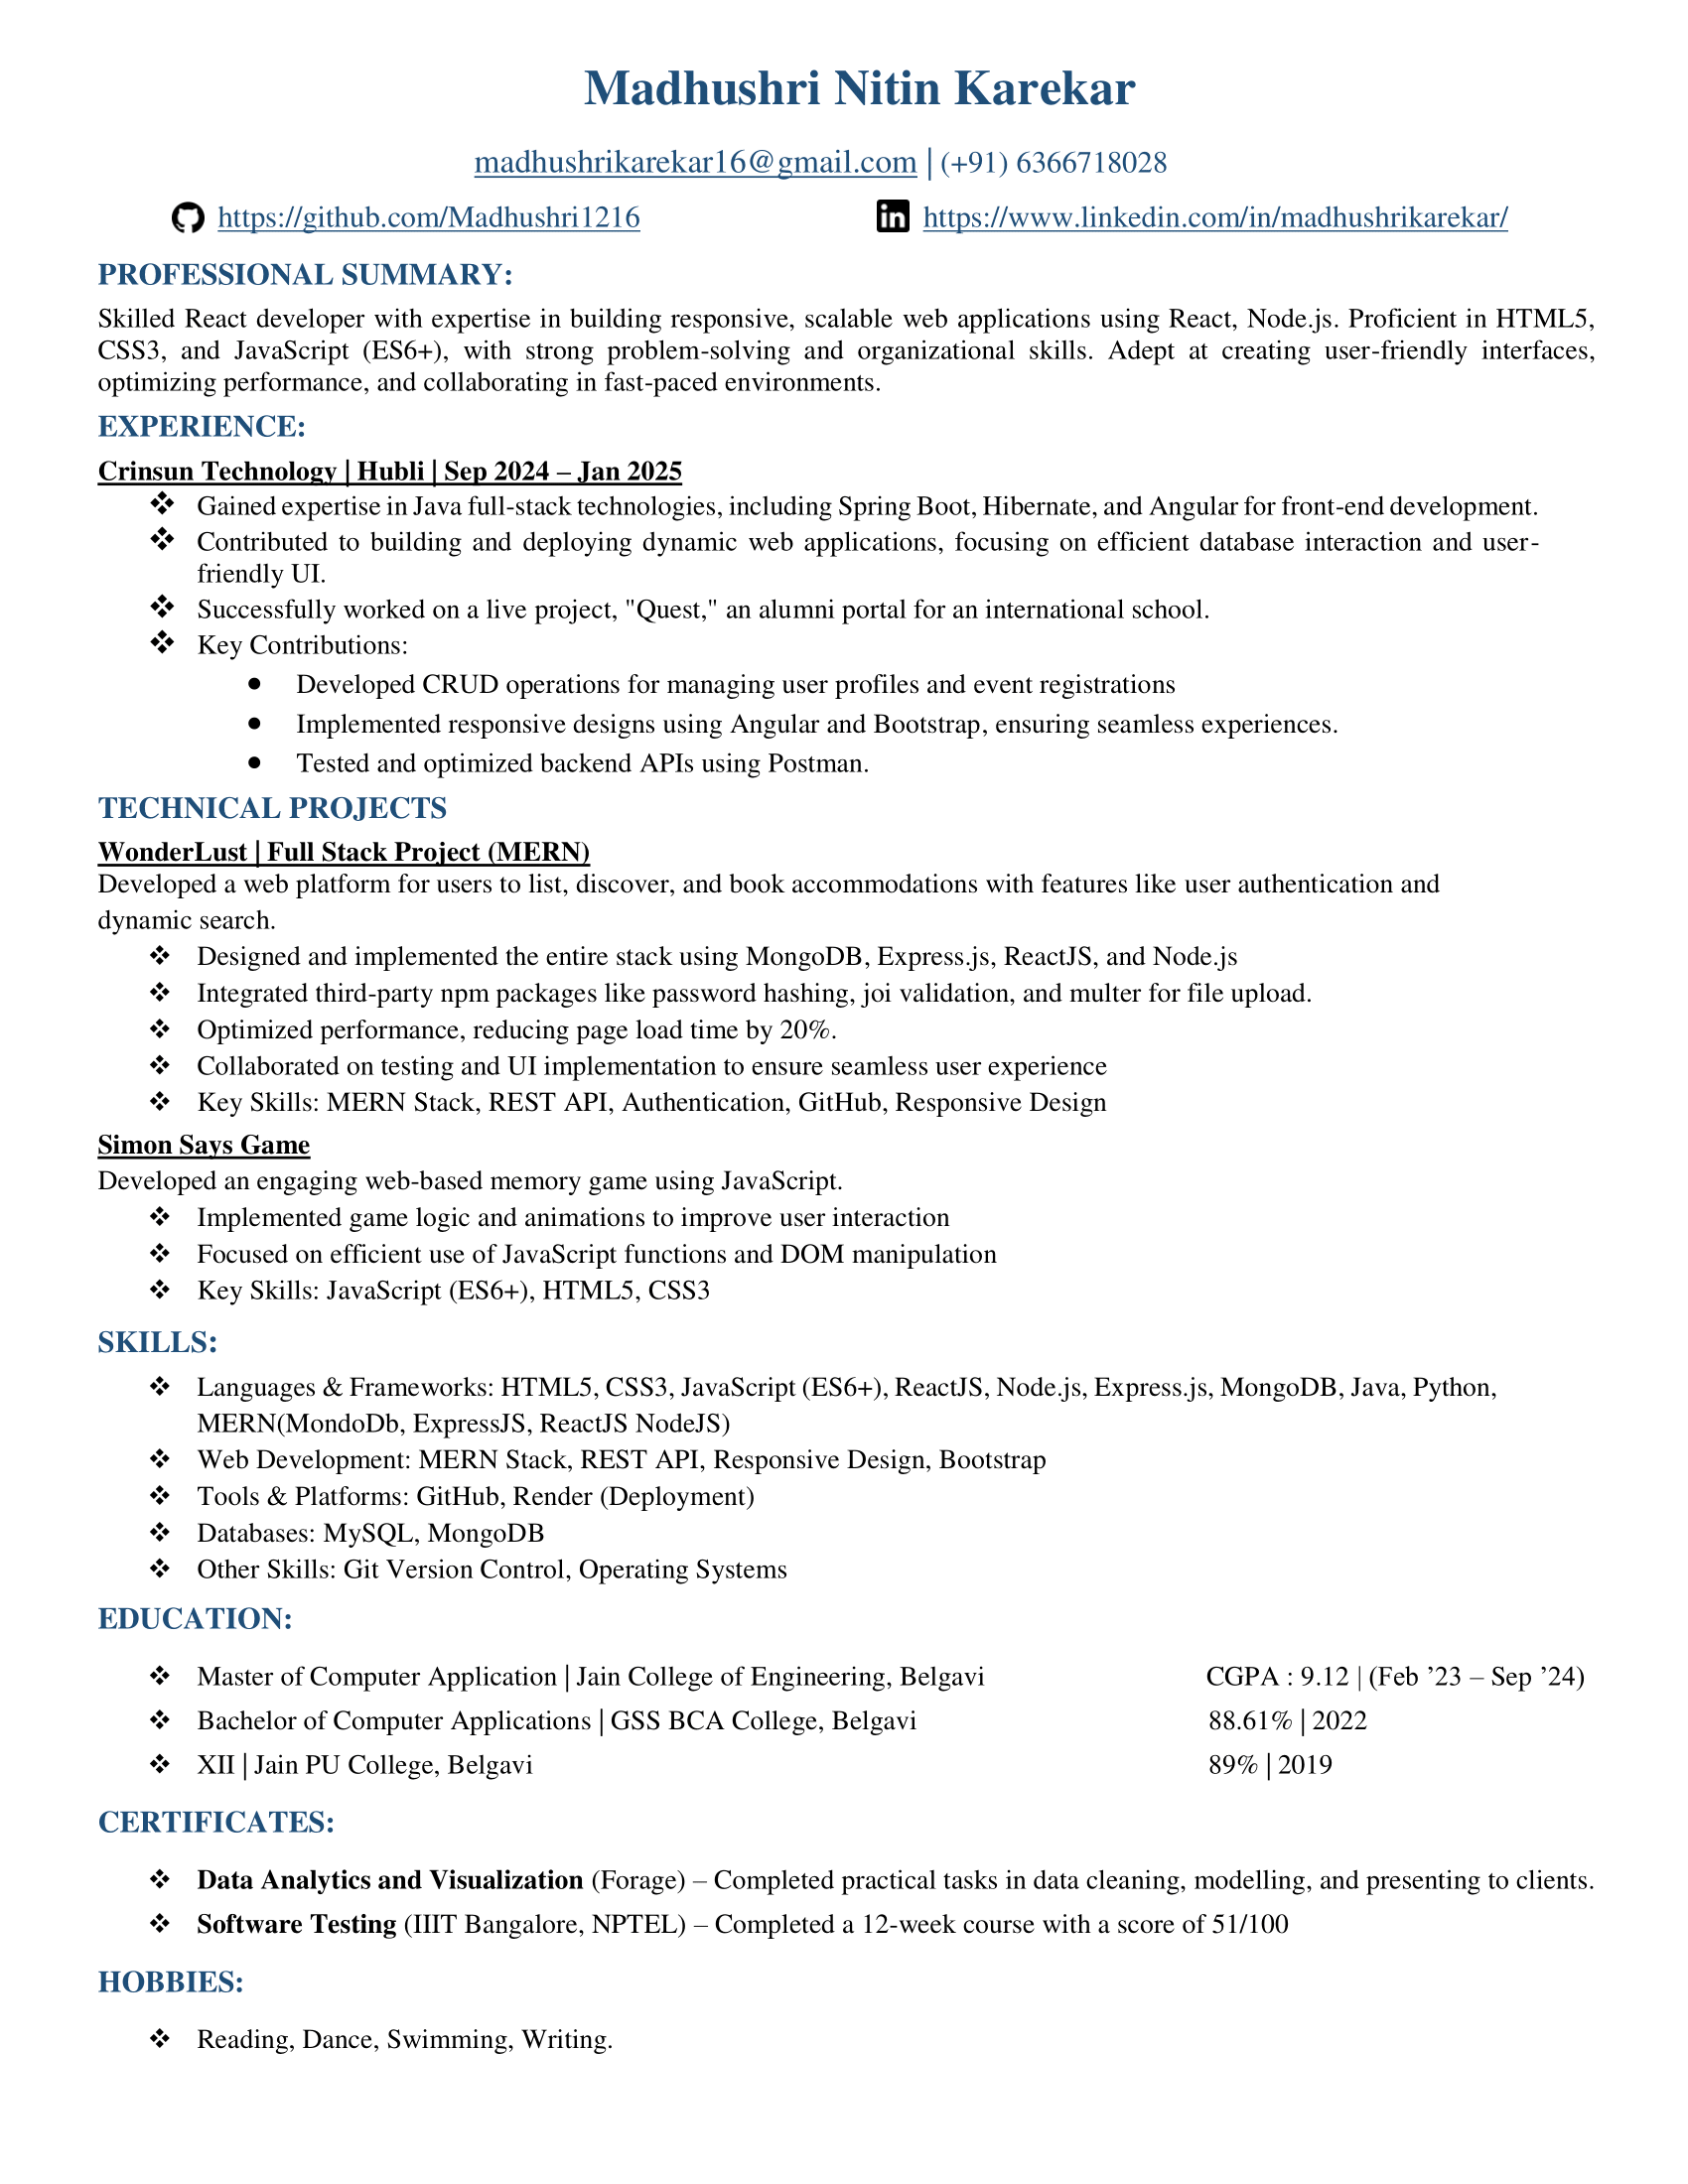 Madhushri Nitin Karekar
madhushrikarekar16@gmail.com | (+91) 6366718028
https://github.com/Madhushri1216 https://www.linkedin.com/in/madhushrikarekar/
PROFESSIONAL SUMMARY:
Skilled React developer with expertise in building responsive, scalable web applications using React, Node.js. Proficient in HTML5,
CSS3, and JavaScript (ES6+), with strong problem-solving and organizational skills. Adept at creating user-friendly interfaces,
optimizing performance, and collaborating in fast-paced environments.
EXPERIENCE:
Crinsun Technology | Hubli | Sep 2024 – Jan 2025
❖ Gained expertise in Java full-stack technologies, including Spring Boot, Hibernate, and Angular for front-end development.
❖ Contributed to building and deploying dynamic web applications, focusing on efficient database interaction and user-
friendly UI.
❖ Successfully worked on a live project, "Quest," an alumni portal for an international school.
❖ Key Contributions:
● Developed CRUD operations for managing user profiles and event registrations
● Implemented responsive designs using Angular and Bootstrap, ensuring seamless experiences.
● Tested and optimized backend APIs using Postman.
TECHNICAL PROJECTS
WonderLust | Full Stack Project (MERN)
Developed a web platform for users to list, discover, and book accommodations with features like user authentication and
dynamic search.
❖ Designed and implemented the entire stack using MongoDB, Express.js, ReactJS, and Node.js
❖ Integrated third-party npm packages like password hashing, joi validation, and multer for file upload.
❖ Optimized performance, reducing page load time by 20%.
❖ Collaborated on testing and UI implementation to ensure seamless user experience
❖ Key Skills: MERN Stack, REST API, Authentication, GitHub, Responsive Design
Simon Says Game
Developed an engaging web-based memory game using JavaScript.
❖ Implemented game logic and animations to improve user interaction
❖ Focused on efficient use of JavaScript functions and DOM manipulation
❖ Key Skills: JavaScript (ES6+), HTML5, CSS3
SKILLS:
❖ Languages & Frameworks: HTML5, CSS3, JavaScript (ES6+), ReactJS, Node.js, Express.js, MongoDB, Java, Python,
MERN(MondoDb, ExpressJS, ReactJS NodeJS)
❖ Web Development: MERN Stack, REST API, Responsive Design, Bootstrap
❖ Tools & Platforms: GitHub, Render (Deployment)
❖ Databases: MySQL, MongoDB
❖ Other Skills: Git Version Control, Operating Systems
EDUCATION:
❖ Master of Computer Application | Jain College of Engineering, Belgavi CGPA : 9.12 | (Feb ’23 – Sep ’24)
❖ Bachelor of Computer Applications | GSS BCA College, Belgavi 88.61% | 2022
❖ XII | Jain PU College, Belgavi 89% | 2019
CERTIFICATES:
❖ Data Analytics and Visualization (Forage) – Completed practical tasks in data cleaning, modelling, and presenting to clients.
❖ Software Testing (IIIT Bangalore, NPTEL) – Completed a 12-week course with a score of 51/100
HOBBIES:
❖ Reading, Dance, Swimming, Writing.